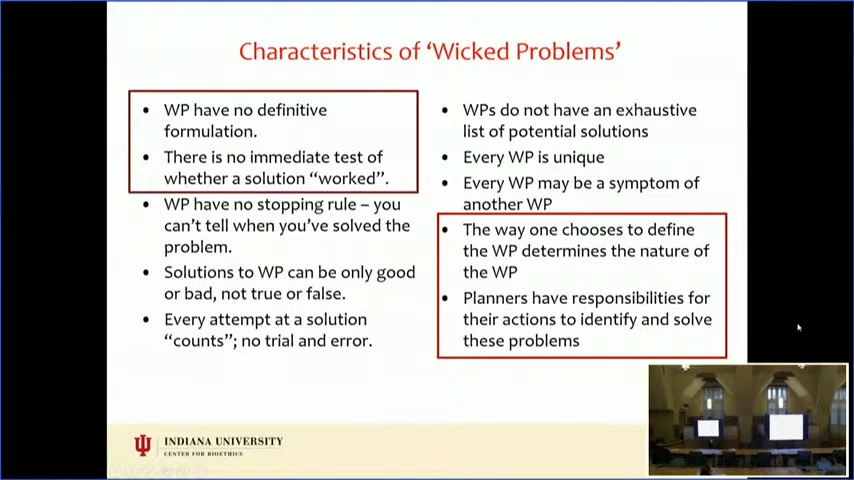 Characteristics of ‘Wicked Problems’
• WP have no definitive
formulation.
• There is no immediate test of
whether a solution “worked”.
• WP have no stopping rule – you
can’t tell when you’ve solved the
problem.
• Solutions to WP can be only good
or bad, not true or false.
• Every attempt at a solution
“counts”; no trial and error.
• WPs do not have an exhaustive
list of potential solutions
• Every WP is unique
• Every WP may be a symptom of
another WP
• The way one chooses to define
the WP determines the nature of
the WP
• Planners have responsibilities for
their actions to identify and solve
these problems
INDIANA UNIVERSITY
CENTER FOR BIOETHICS